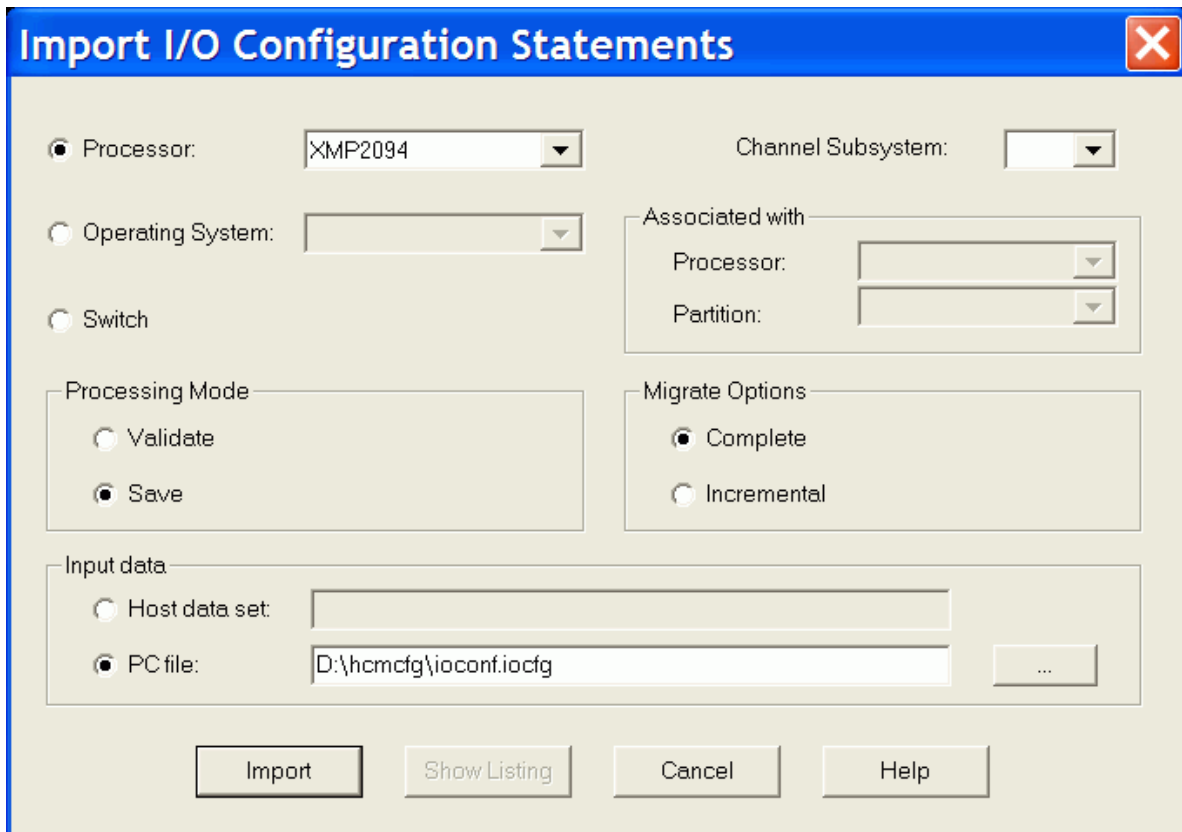 Import I/O Configuration Statements
Processor: XMP2094 Channel Subsystem:
Operating System: Associated with
Processor:
Switch Partition:
Processing Mode Migrate Options
Validate Complete
Save Incremental
Input data
Host data set:
PC file: D:\hcmcfg\ioconf.iocfg ...
Import Show Listing Cancel Help